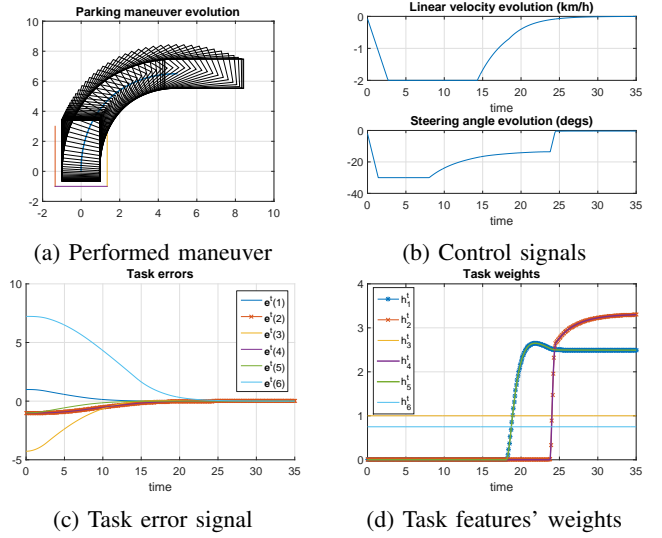 Parking maneuver evolution
8
6
4
2
0
-2
-2 0 2 4 6 8 10
(a) Performed maneuver
Linear velocity evolution (km/h)
0
-1
-2
0 5 10 15 20 25 30 35
time
Steering angle evolution (degs)
0
-20
-40
0 5 10 15 20 25 30 35
time
(b) Control signals
Task errors
10
5
0
-5
0 5 10 15 20 25 30 35
time
e^t(1)
e^t(2)
e^t(3)
e^t(4)
e^t(5)
e^t(6)
(c) Task error signal
Task weights
4
3
2
1
0
0 5 10 15 20 25 30 35
time
h^t_1
h^t_2
h^t_3
h^t_4
h^t_5
h^t_6
(d) Task features' weights